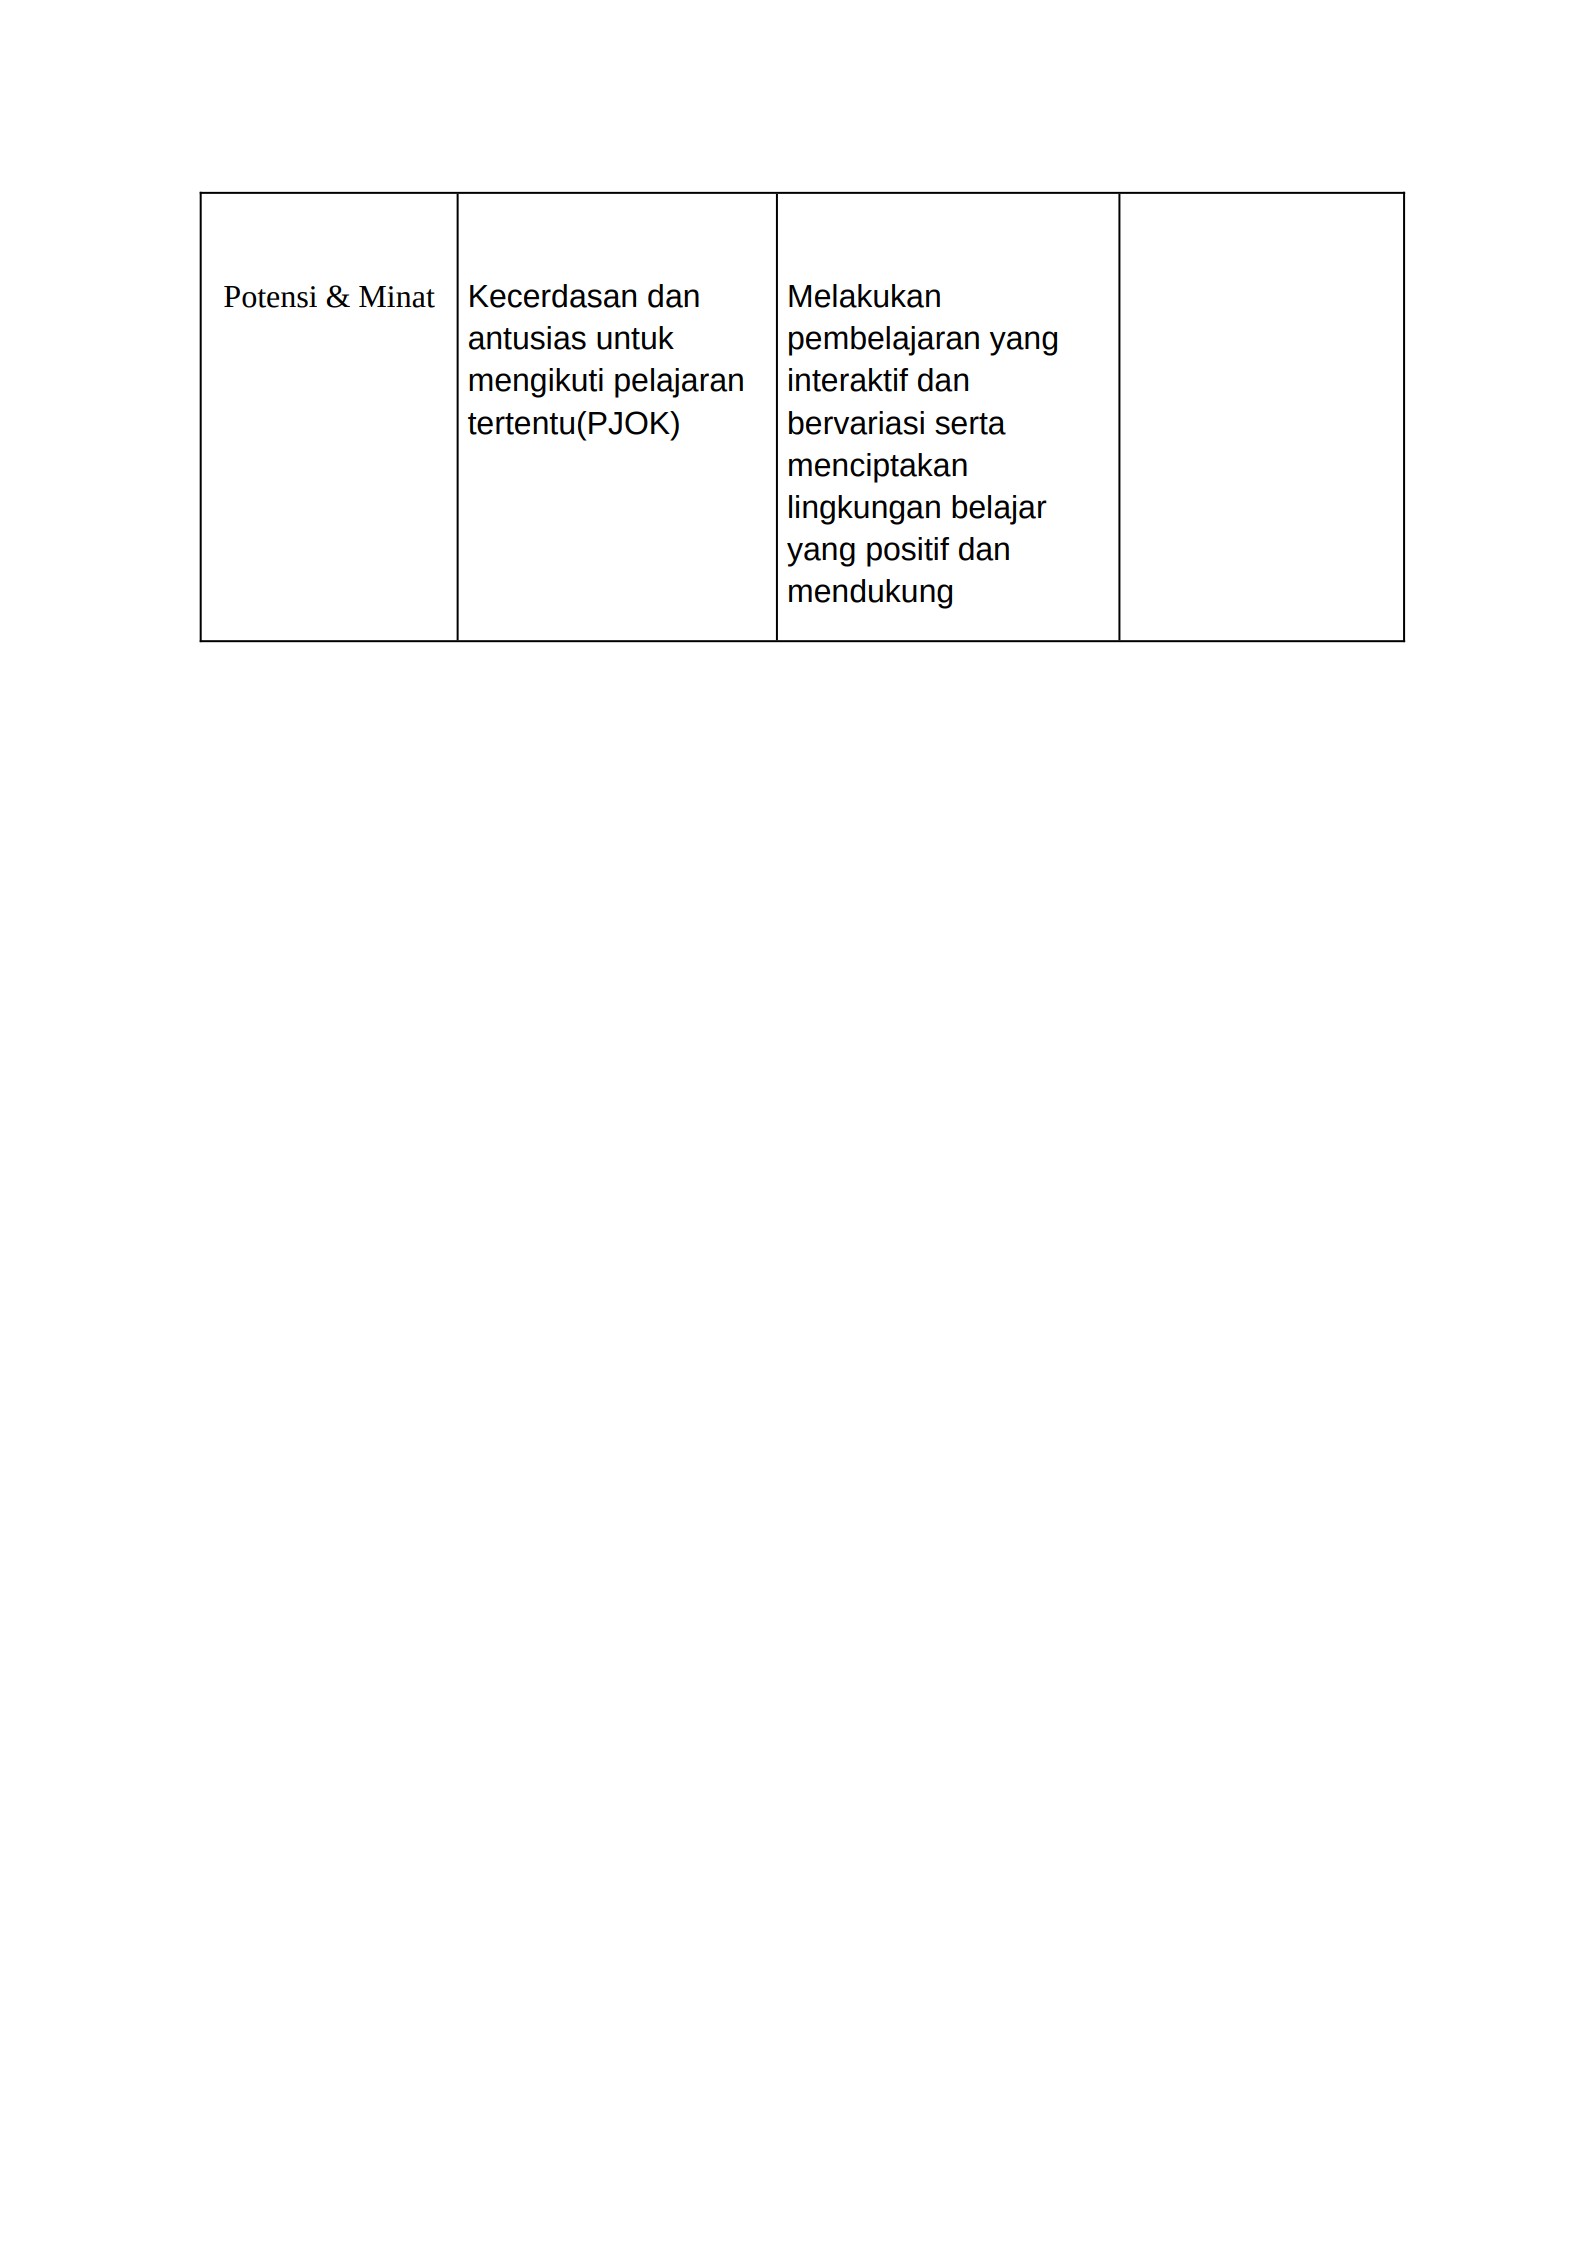 Potensi & Minat
Kecerdasan dan
antusias untuk
mengikuti pelajaran
tertentu(PJOK)
Melakukan
pembelajaran yang
interaktif dan
bervariasi serta
menciptakan
lingkungan belajar
yang positif dan
mendukung